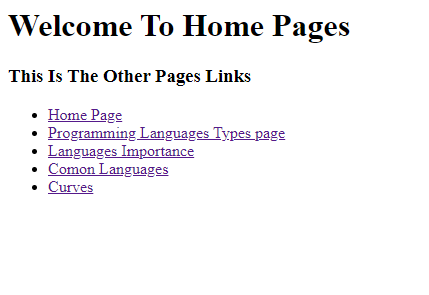 Welcome To Home Pages
This Is The Other Pages Links
Home Page
Programming Languages Types page
Languages Importance
Comon Languages
Curves